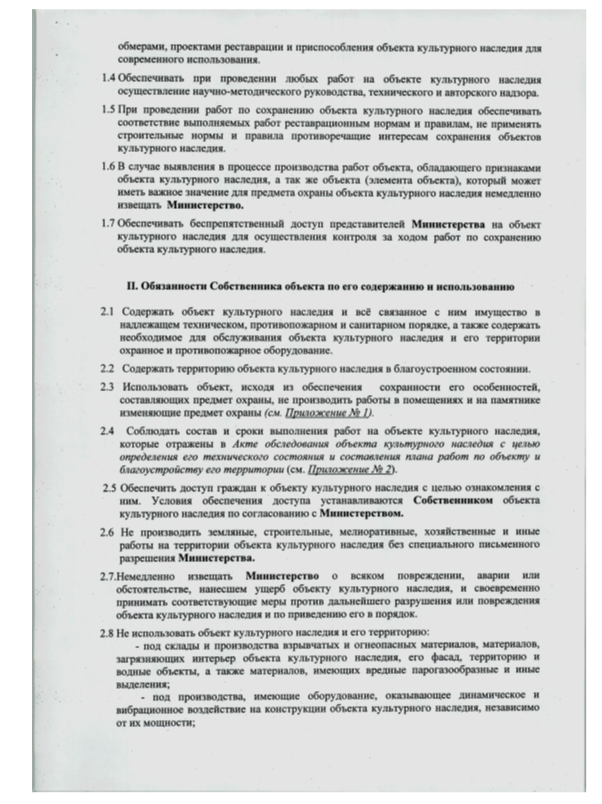 обмерами, проектами реставрации и приспособления объекта культурного наследия для
современного использования.
1.4 Обеспечивать при проведении любых работ на объекте культурного наследия
осуществление научно-методического руководства, технического и авторского надзора.
1.5 При проведении работ по сохранению объекта культурного наследия обеспечивать
соответствие выполняемых работ реставрационным нормам и правилам, не применять
строительные нормы и правила противоречащие интересам сохранения объектов
культурного наследия.
1.6 В случае выявления в процессе производства работ объекта, обладающего признаками
объекта культурного наследия, а так же объекта (элемента объекта), который может
иметь важное значение для предмета охраны объекта культурного наследия немедленно
извещать Министерство.
1.7 Обеспечивать беспрепятственный доступ представителей Министерства на объект
культурного наследия для осуществления контроля за ходом работ по сохранению
объекта культурного наследия.
II. Обязанности Собственника объекта по его содержанию и использованию
2.1 Содержать объект культурного наследия и всё связанное с ним имущество в
надлежащем техническом, противопожарном и санитарном порядке, а также содержать
необходимое для обслуживания объекта культурного наследия и его территории
охранное и противопожарное оборудование.
2.2 Содержать территорию объекта культурного наследия в благоустроенном состоянии.
2.3 Использовать объект, исходя из обеспечения сохранности его особенностей,
составляющих предмет охраны, не производить работы в помещениях и на памятнике
изменяющие предмет охраны (см. Приложение № 1).
2.4 Соблюдать состав и сроки выполнения работ на объекте культурного наследия,
которые отражены в Акте обследования объекта культурного наследия с целью
определения его технического состояния и составления плана работ по объекту и
благоустройству его территории (см. Приложение № 2).
2.5 Обеспечить доступ граждан к объекту культурного наследия с целью ознакомления с
ним. Условия обеспечения доступа устанавливаются Собственником объекта
культурного наследия по согласованию с Министерством.
2.6 Не производить земляные, строительные, мелиоративные, хозяйственные и иные
работы на территории объекта культурного наследия без специального письменного
разрешения Министерства.
2.7.Немедленно извещать Министерство о всяком повреждении, аварии или
обстоятельстве, нанесшем ущерб объекту культурного наследия, и своевременно
принимать соответствующие меры против дальнейшего разрушения или повреждения
объекта культурного наследия и по приведению его в порядок.
2.8 Не использовать объект культурного наследия и его территорию:
- под склады и производства взрывчатых и огнеопасных материалов, материалов,
загрязняющих интерьер объекта культурного наследия, его фасад, территорию и
водные объекты, а также материалов, имеющих вредные парогазообразные и иные
выделения;
- под производства, имеющие оборудование, оказывающее динамическое и
вибрационное воздействие на конструкции объекта культурного наследия, независимо
от их мощности;